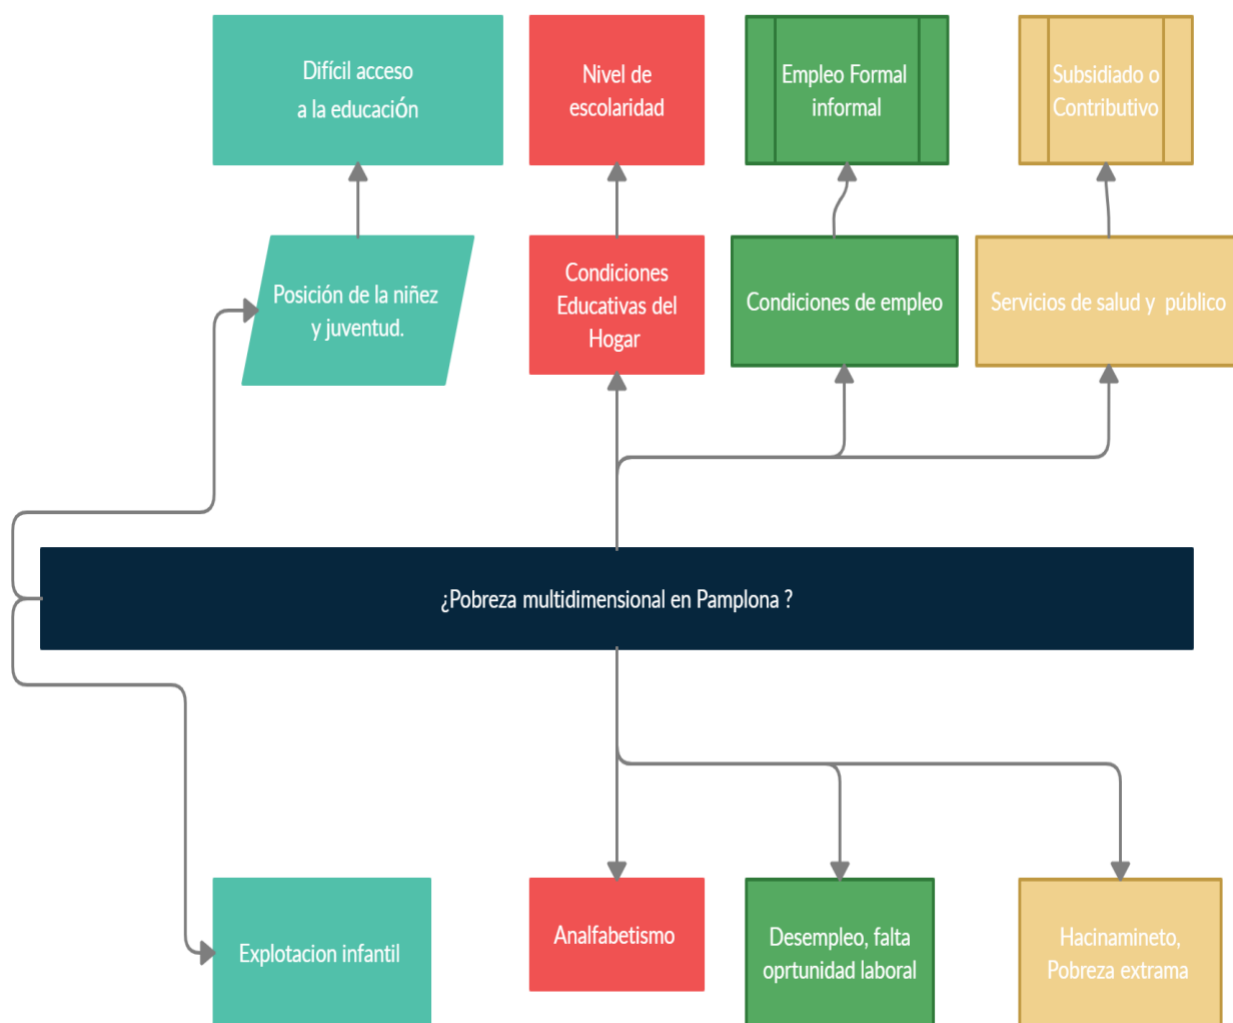 Difícil acceso
a la educación
Nivel de
escolaridad
Empleo Formal
informal
Subsidiado o
Contributivo
Posición de la niñez
y juventud.
Condiciones
Educativas del
Hogar
Condiciones de empleo
Servicios de salud y público
¿Pobreza multidimensional en Pamplona ?
Explotacion infantil
Analfabetismo
Desempleo, falta
oprtunidad laboral
Hacinamineto,
Pobreza extrama